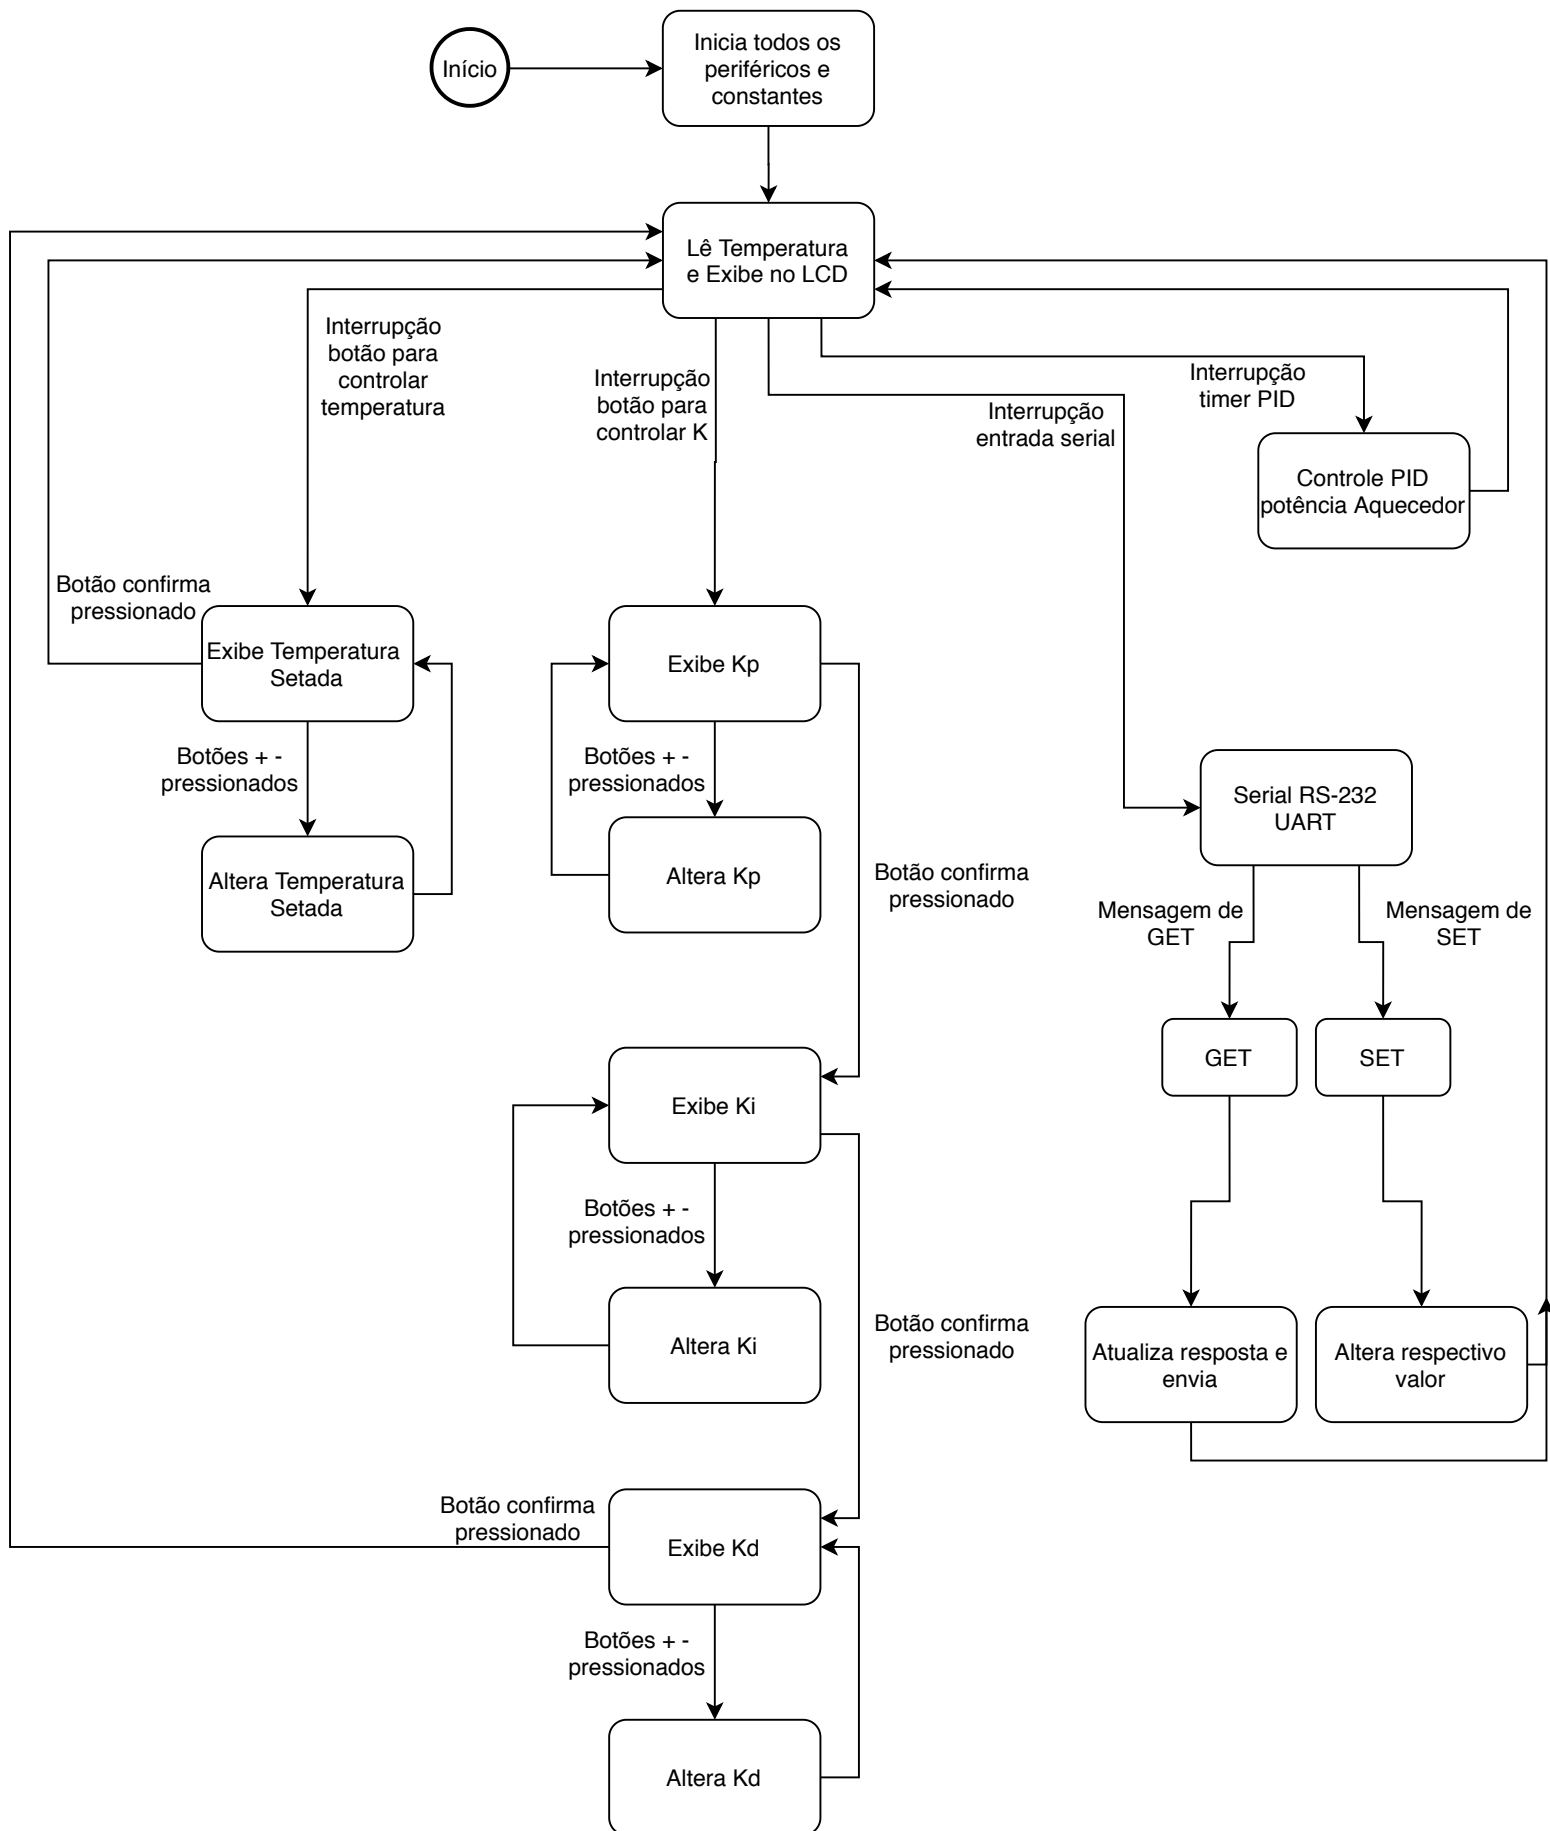 Início
Inicia todos os
periféricos e
constantes
Lê Temperatura
e Exibe no LCD
Interrupção
botão para
controlar
temperatura
Interrupção
botão para
controlar K
Interrupção
entrada serial
Interrupção
timer PID
Controle PID
potência Aquecedor
Botão confirma
pressionado
Exibe Temperatura
Setada
Botões + -
pressionados
Altera Temperatura
Setada
Exibe Kp
Botões + -
pressionados
Altera Kp
Botão confirma
pressionado
Serial RS-232
UART
Mensagem de
GET
Mensagem de
SET
GET
SET
Exibe Ki
Botões + -
pressionados
Altera Ki
Botão confirma
pressionado
Atualiza resposta e
envia
Altera respectivo
valor
Botão confirma
pressionado
Exibe Kd
Botões + -
pressionados
Altera Kd